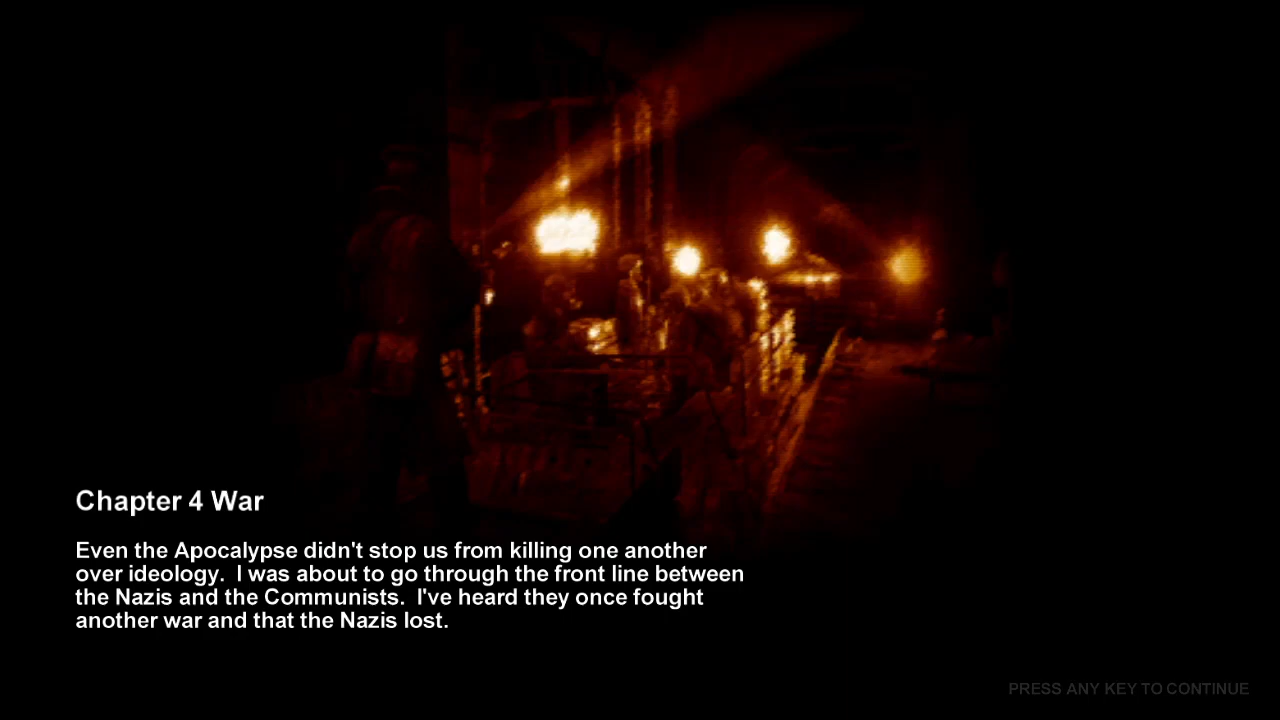 Chapter 4 War
Even the Apocalypse didn't stop us from killing one another
over ideology.  I was about to go through the front line between
the Nazis and the Communists.  I've heard they once fought
another war and that the Nazis lost.
PRESS ANY KEY TO CONTINUE